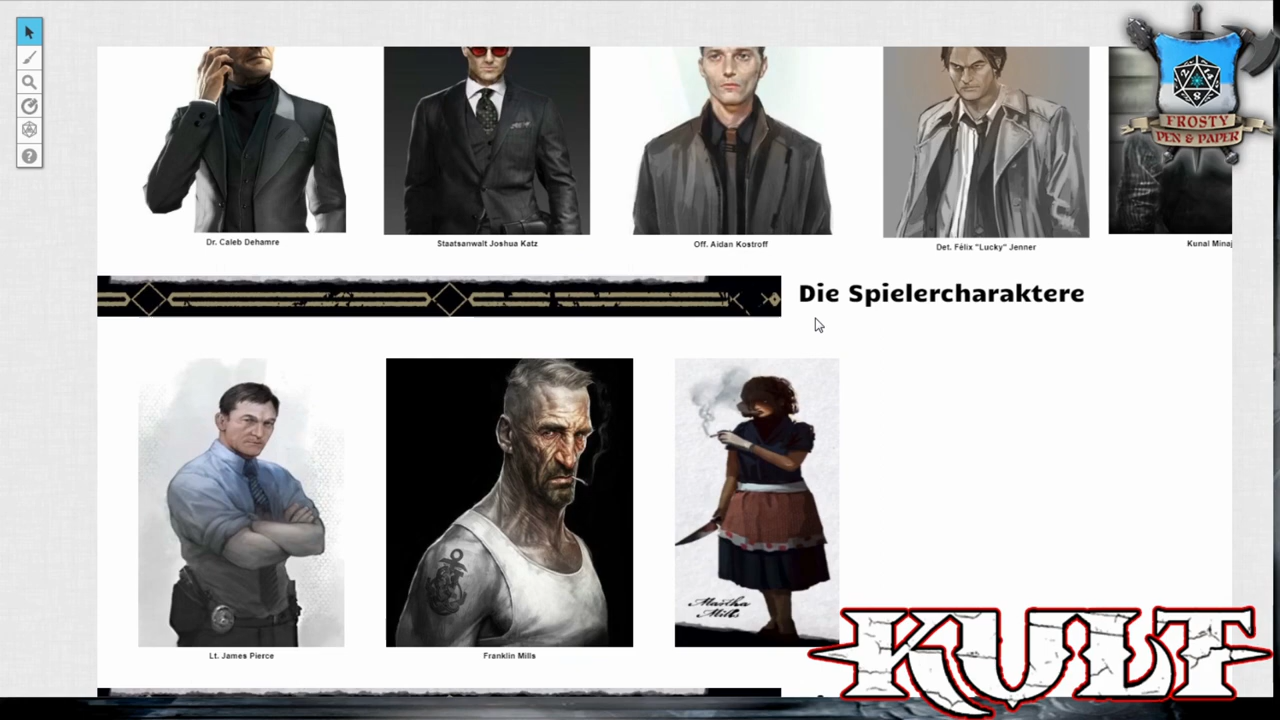 FROSTY
PEN & PAPER
Dr. Caleb Dehamre
Staatsanwalt Joshua Katz
Off. Aidan Kostroff
Det. Félix "Lucky" Jenner
Kunal Minaj
Die Spielercharaktere
Martha
Mills
Lt. James Pierce
Franklin Mills
KULT